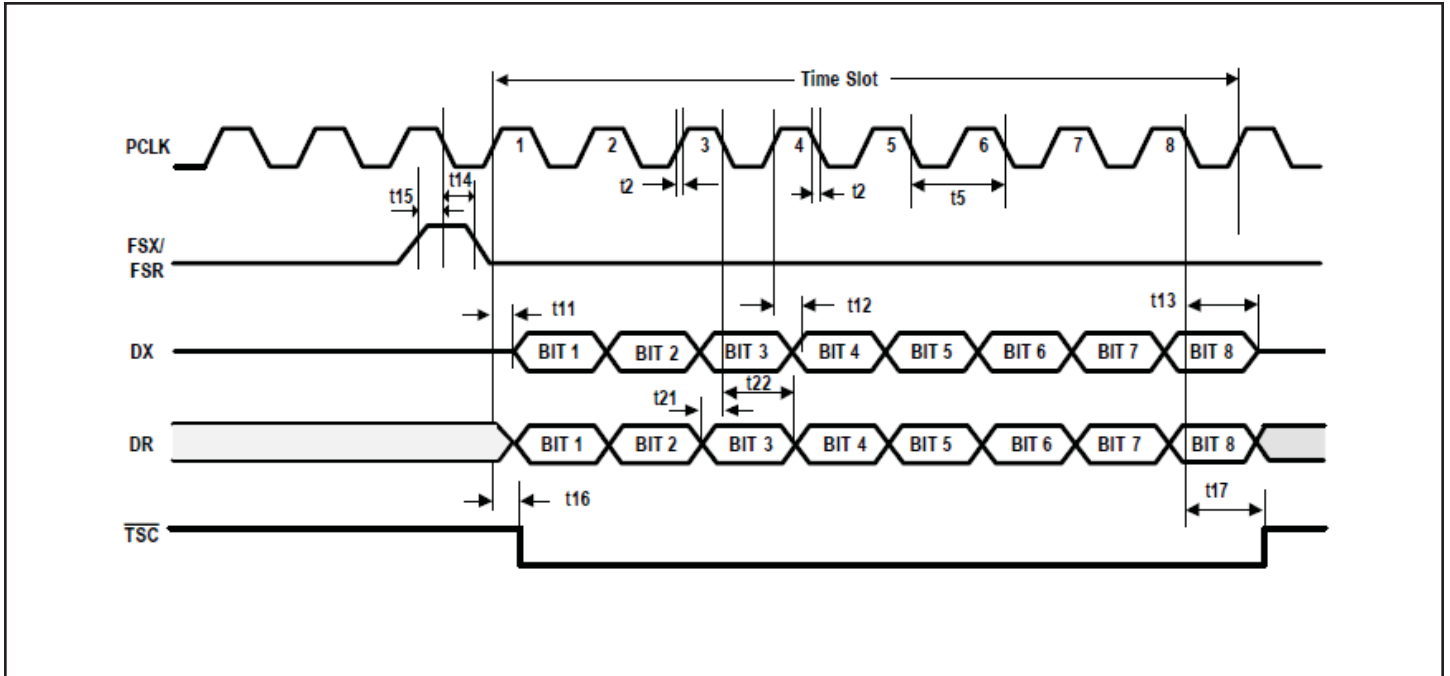 Time Slot
PCLK
1
2
3
4
5
6
7
8
t2
t2
t5
t15
t14
FSX/
FSR
t11
t12
t13
DX
BIT 1
BIT 2
BIT 3
BIT 4
BIT 5
BIT 6
BIT 7
BIT 8
t21
t22
DR
BIT 1
BIT 2
BIT 3
BIT 4
BIT 5
BIT 6
BIT 7
BIT 8
t16
t17
TSC